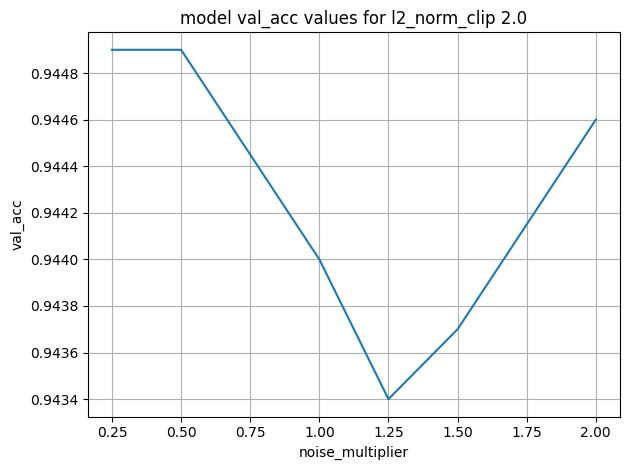 model val_acc values for l2_norm_clip 2.0
val_acc
0.9448
0.9446
0.9444
0.9442
0.9440
0.9438
0.9436
0.9434
0.25 0.50 0.75 1.00 1.25 1.50 1.75 2.00
noise_multiplier